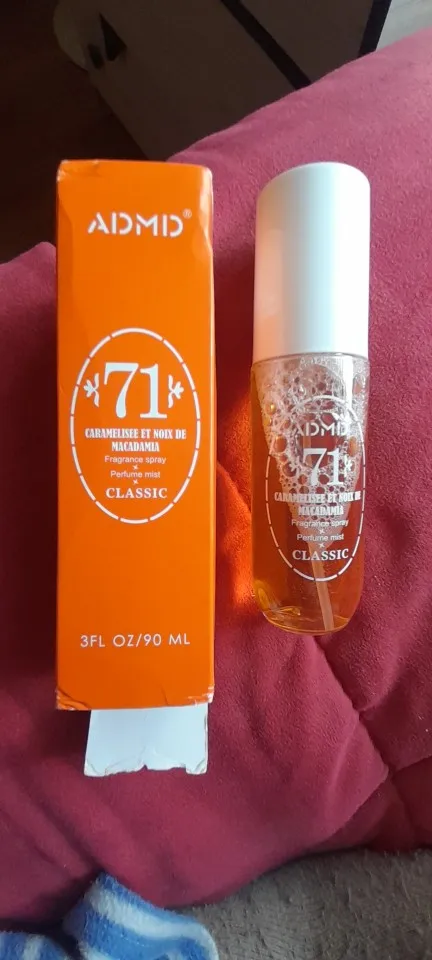 ADMD®
71
CARAMELISEE ET NOIX DE
MACADAMIA
Fragrance spray
×
Perfume mist
×
CLASSIC
3FL OZ/90 ML
ADMD
71
CARAMELISEE ET NOIX DE
MACADAMIA
Fragrance spray
×
Perfume mist
×
CLASSIC